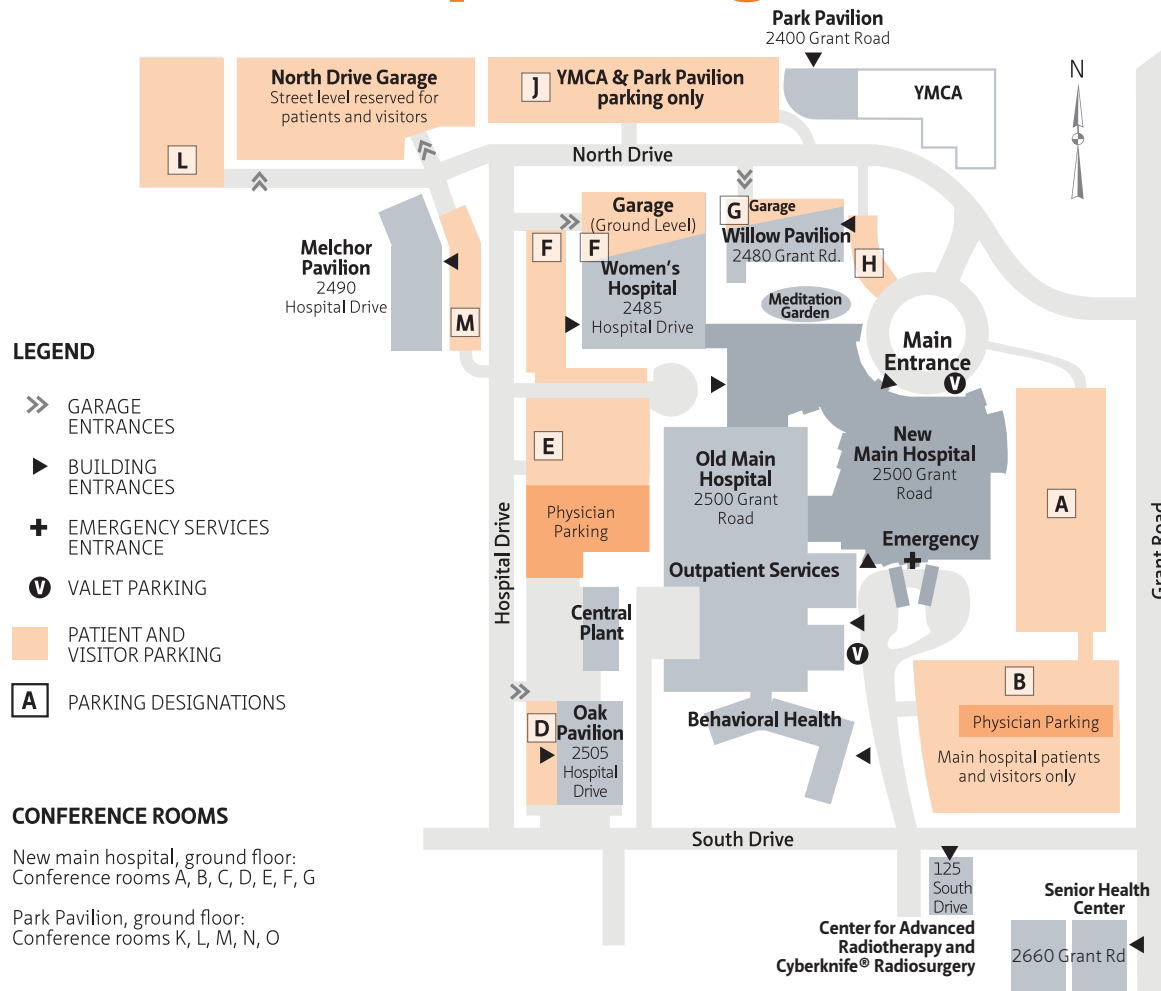 Park Pavilion
2400 Grant Road
N
North Drive Garage
Street level reserved for
patients and visitors
J
YMCA & Park Pavilion
parking only
YMCA
L
North Drive
Garage
(Ground Level)
G
Garage
Willow Pavilion
2480 Grant Rd.
F
F
H
Melchor
Pavilion
2490
Hospital Drive
Women's
Hospital
2485
Hospital Drive
Meditation
Garden
M
Main
Entrance
V
LEGEND
GARAGE
ENTRANCES
BUILDING
ENTRANCES
EMERGENCY SERVICES
ENTRANCE
V
VALET PARKING
PATIENT AND
VISITOR PARKING
A
PARKING DESIGNATIONS
E
Physician
Parking
Hospital Drive
Old Main
Hospital
2500 Grant
Road
New
Main Hospital
2500 Grant
Road
A
Grant Road
Emergency
Outpatient Services
Central
Plant
V
B
Physician Parking
Main hospital patients
and visitors only
D
Oak
Pavilion
2505
Hospital
Drive
Behavioral Health
CONFERENCE ROOMS
New main hospital, ground floor:
Conference rooms A, B, C, D, E, F, G
Park Pavilion, ground floor:
Conference rooms K, L, M, N, O
South Drive
125
South
Drive
Center for Advanced
Radiotherapy and
Cyberknife® Radiosurgery
Senior Health
Center
2660 Grant Rd